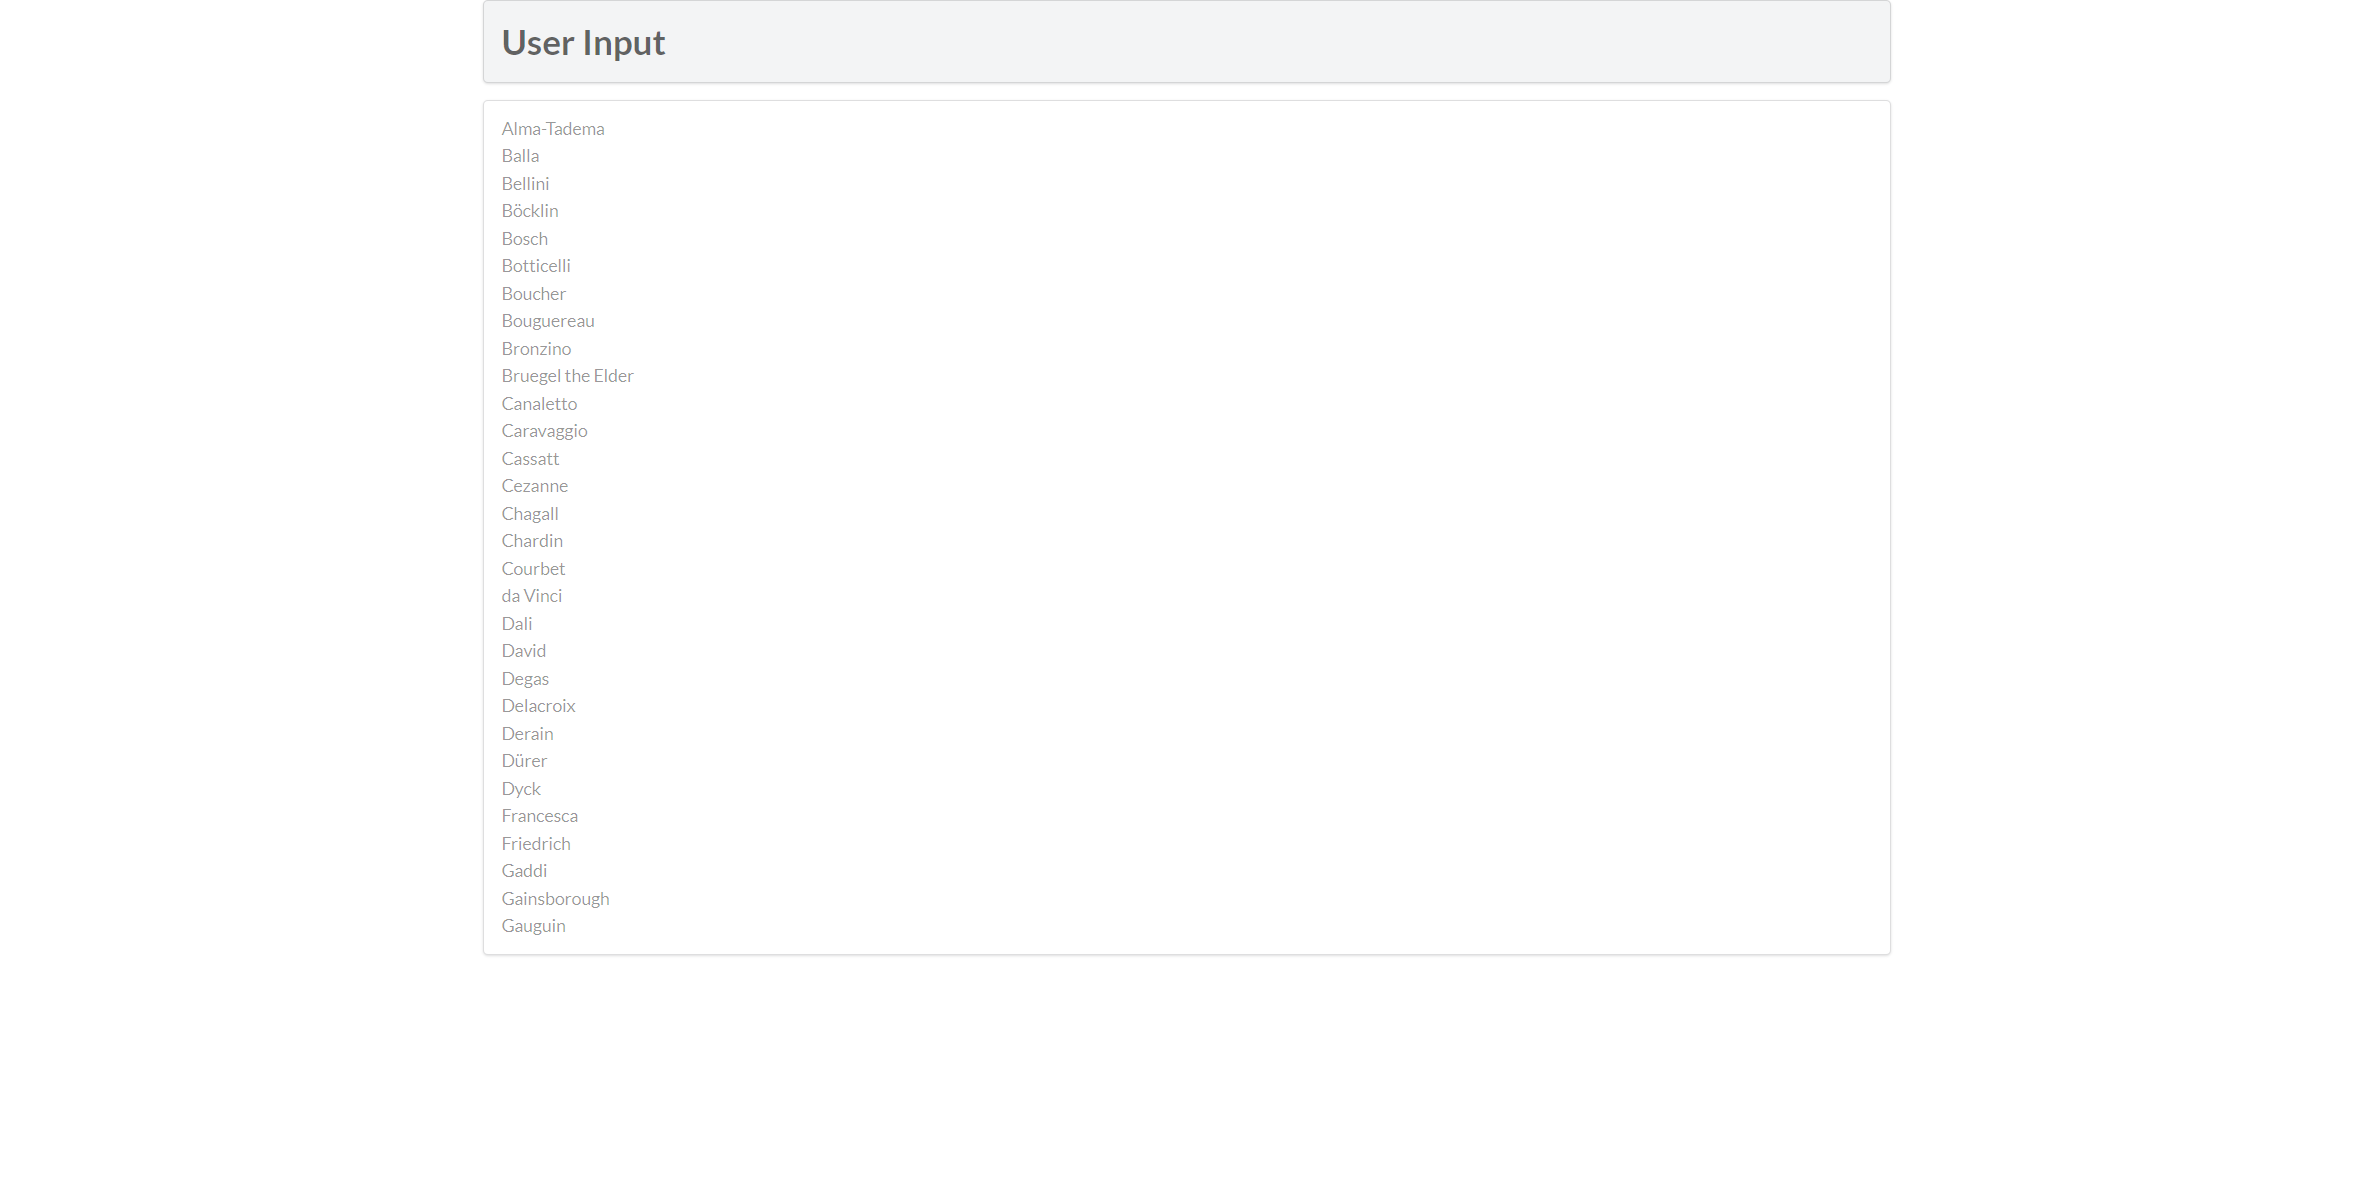 User Input
Alma-Tadema
Balla
Bellini
Böcklin
Bosch
Botticelli
Boucher
Bouguereau
Bronzino
Bruegel the Elder
Canaletto
Caravaggio
Cassatt
Cezanne
Chagall
Chardin
Courbet
da Vinci
Dali
David
Degas
Delacroix
Derain
Dürer
Dyck
Francesca
Friedrich
Gaddi
Gainsborough
Gauguin